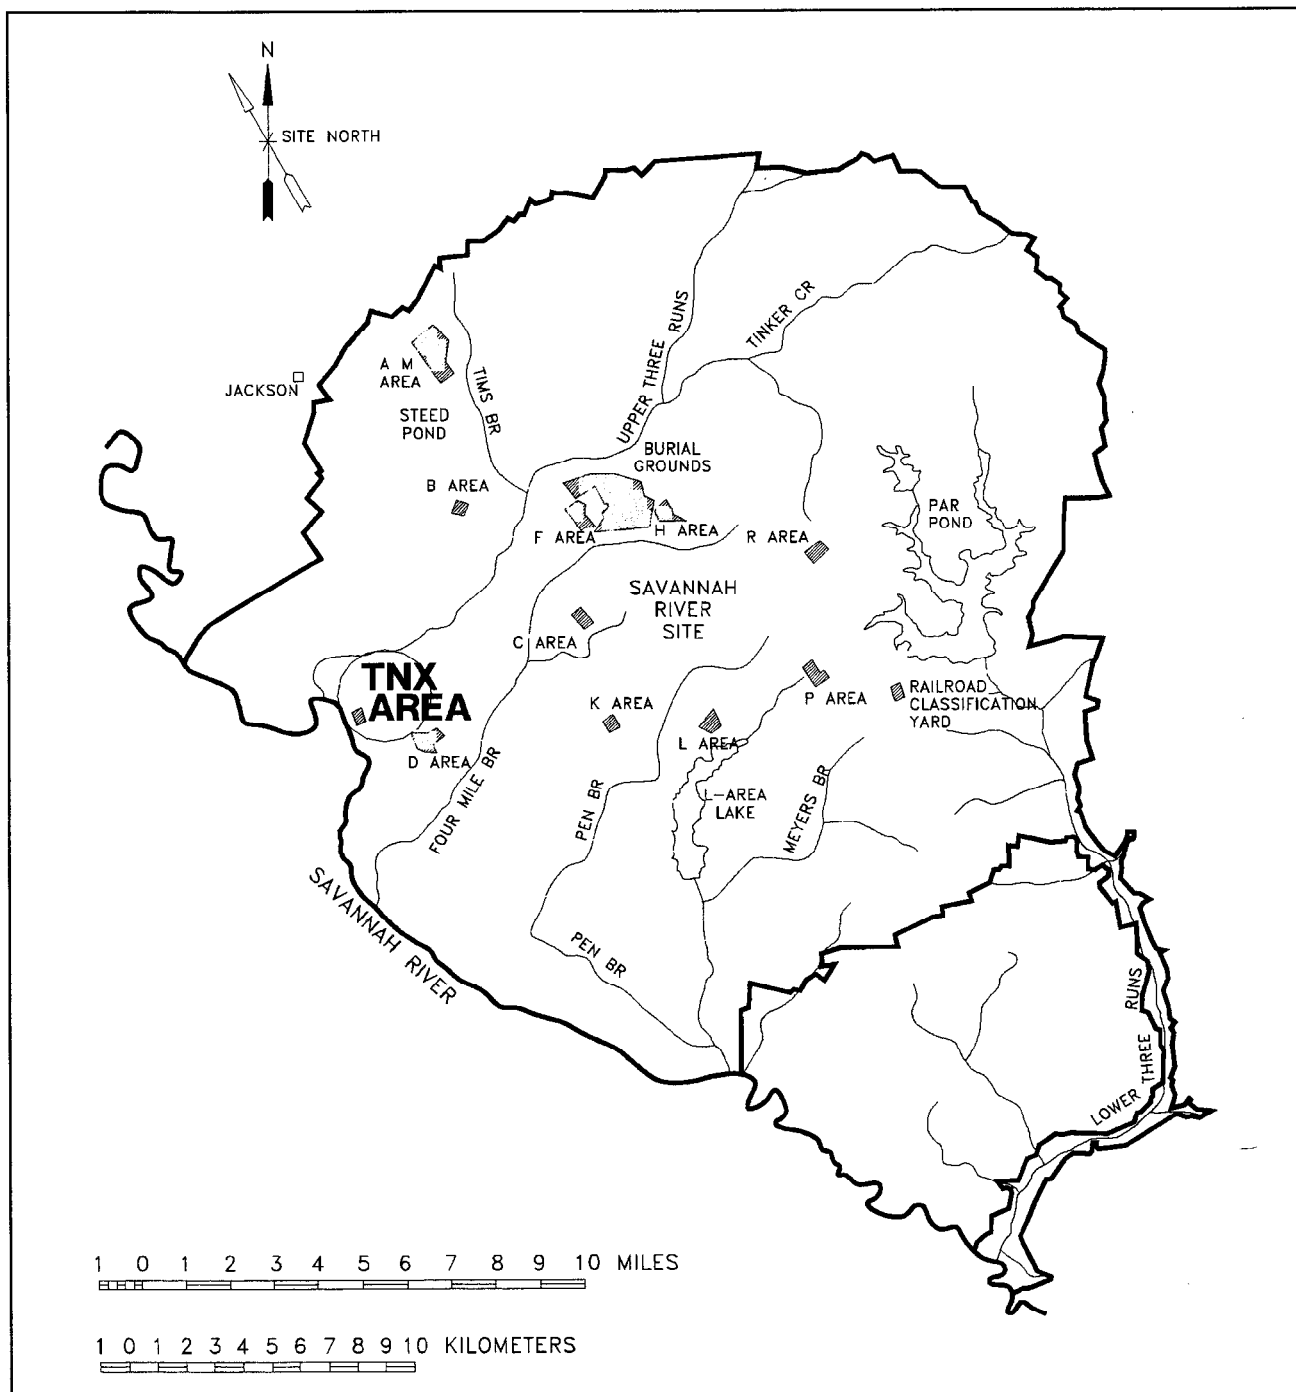 N
SITE NORTH
TINKER CR
UPPER THREE RUNS
A M
AREA
JACKSON
TIMS BR
STEED
POND
BURIAL
GROUNDS
B AREA
PAR
POND
F AREA
H AREA
R AREA
SAVANNAH
RIVER
SITE
C AREA
TNX
AREA
K AREA
P AREA
RAILROAD
CLASSIFICATION
YARD
L AREA
D AREA
FOUR MILE BR
PEN BR
L-AREA
LAKE
MEYERS BR
SAVANNAH RIVER
PEN BR
LOWER THREE RUNS
1 0 1 2 3 4 5 6 7 8 9 10 MILES
1 0 1 2 3 4 5 6 7 8 9 10 KILOMETERS